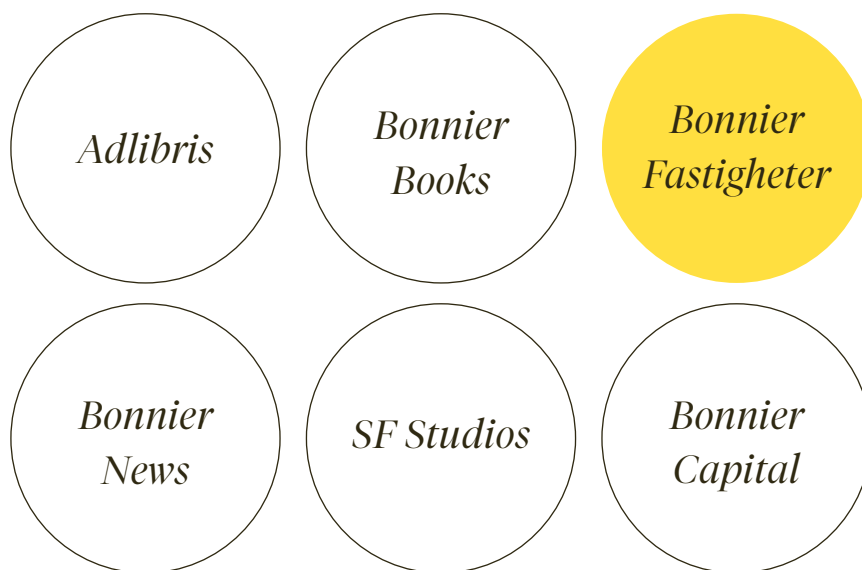 Adlibris
Bonnier
Books
Bonnier
Fastigheter
Bonnier
News
SF Studios
Bonnier
Capital